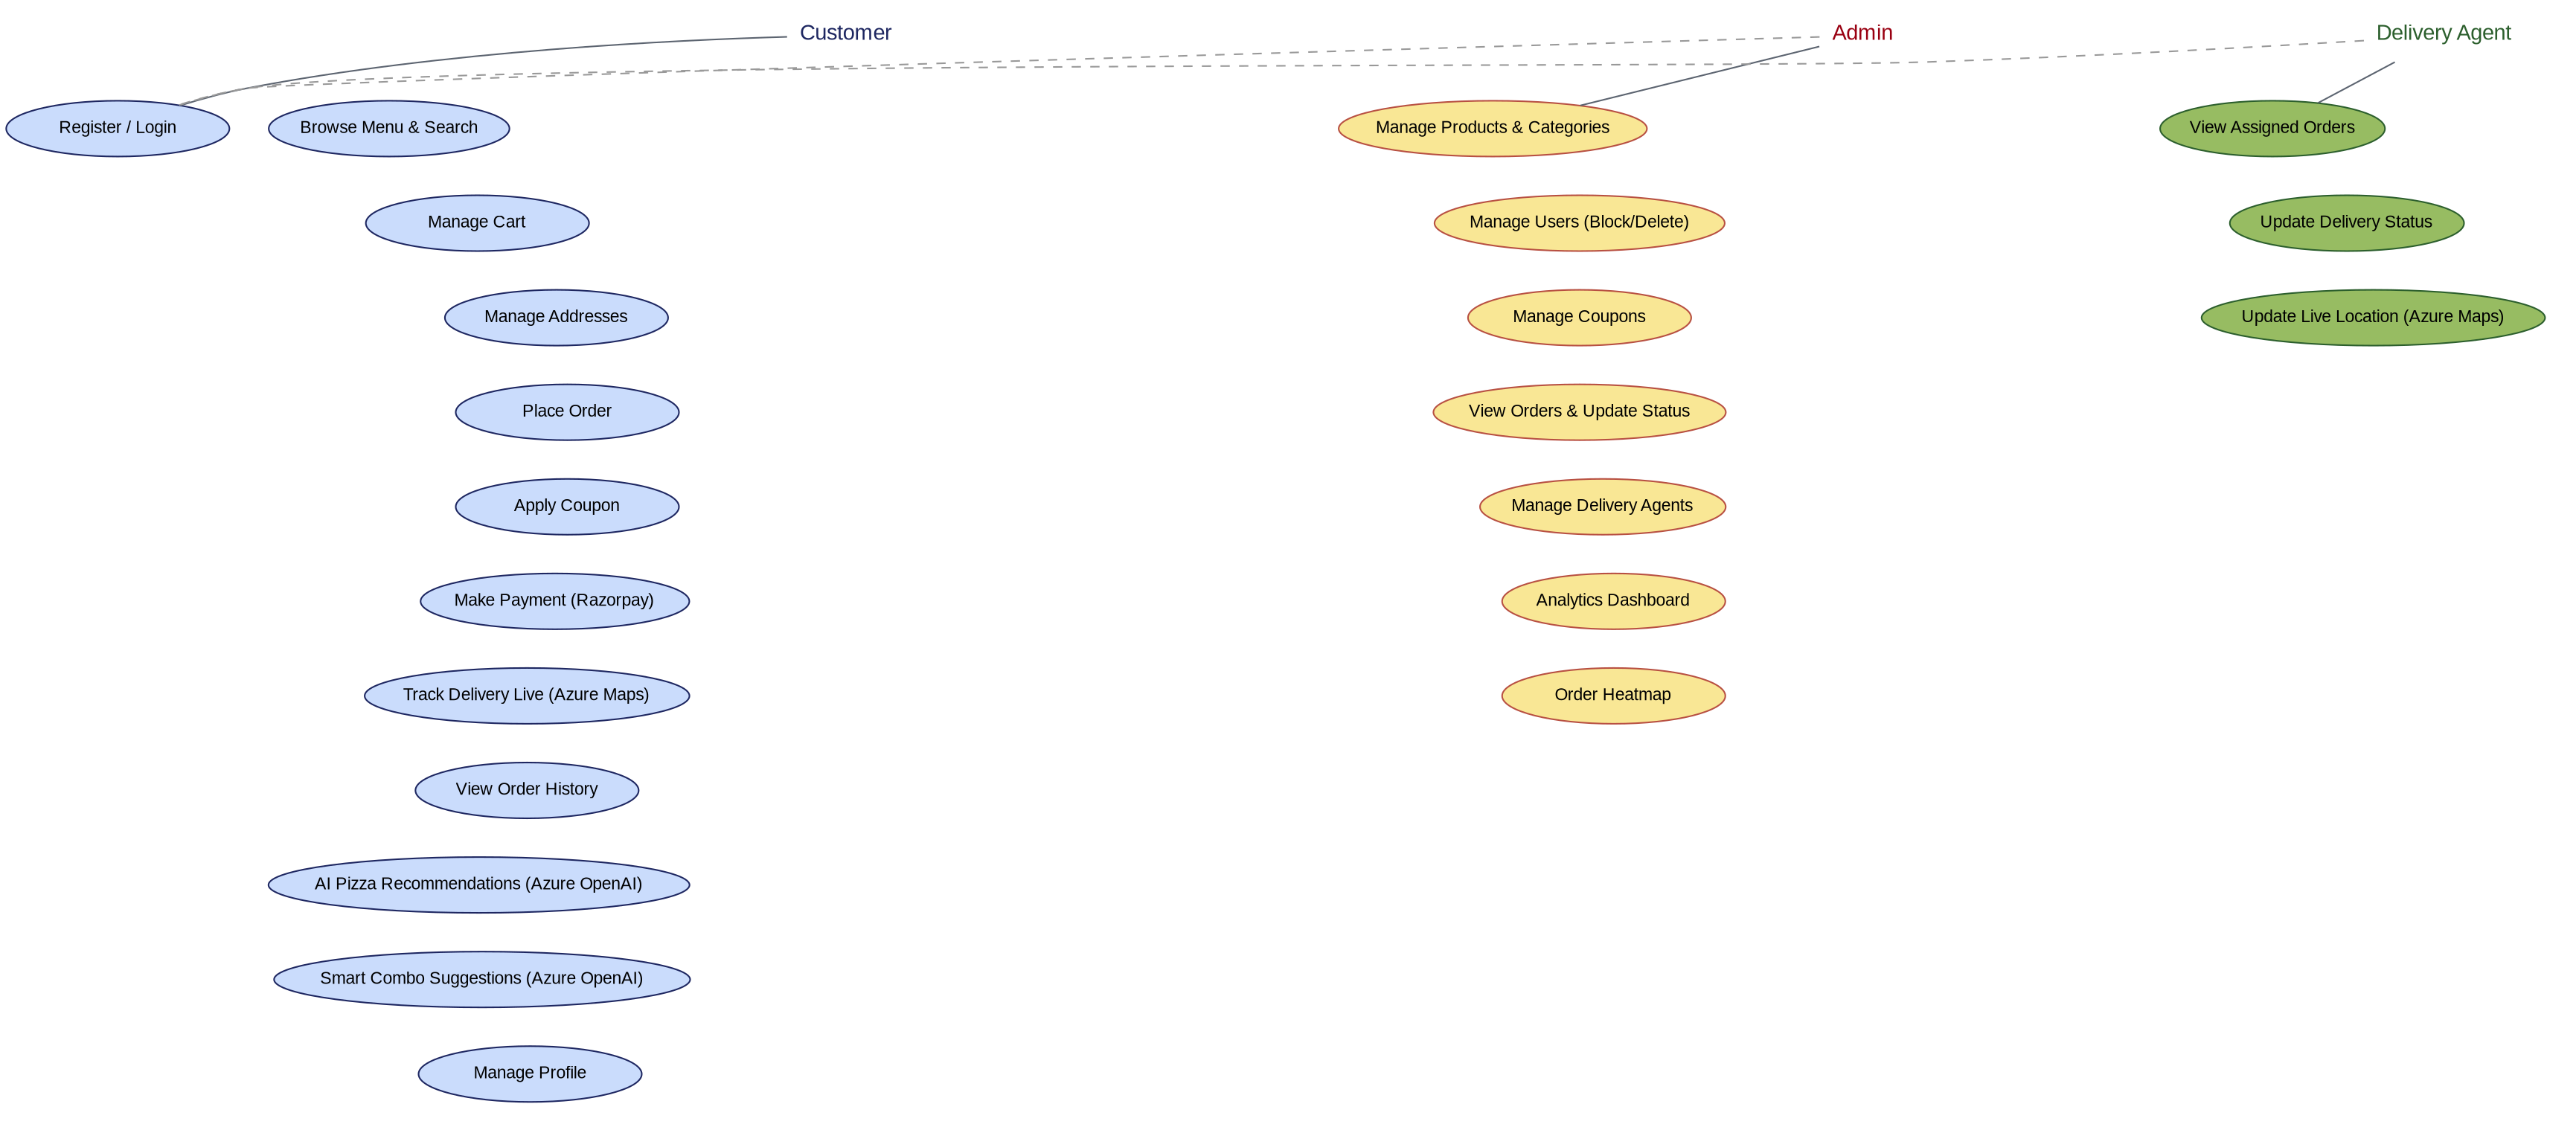 Customer
Admin
Delivery Agent
Register / Login
Browse Menu & Search
Manage Products & Categories
View Assigned Orders
Manage Cart
Manage Users (Block/Delete)
Update Delivery Status
Manage Addresses
Manage Coupons
Update Live Location (Azure Maps)
Place Order
View Orders & Update Status
Apply Coupon
Manage Delivery Agents
Make Payment (Razorpay)
Analytics Dashboard
Track Delivery Live (Azure Maps)
Order Heatmap
View Order History
AI Pizza Recommendations (Azure OpenAI)
Smart Combo Suggestions (Azure OpenAI)
Manage Profile